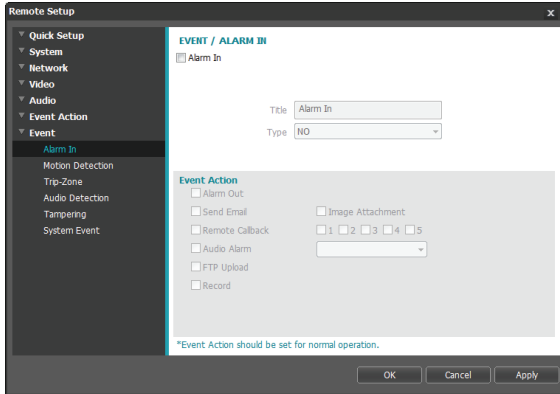 Remote Setup x
Quick Setup
System
Network
Video
Audio
Event Action
Event
Alarm In
Motion Detection
Trip-Zone
Audio Detection
Tampering
System Event
EVENT / ALARM IN
Alarm In
Title Alarm In
Type NO
Event Action
Alarm Out
Send Email Image Attachment
Remote Callback 1 2 3 4 5
Audio Alarm
FTP Upload
Record
*Event Action should be set for normal operation.
OK Cancel Apply